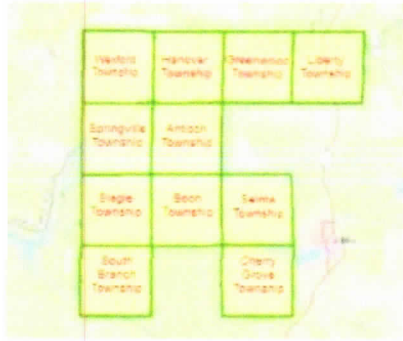 Wexford
Township
Hanover
Township
Greenwood
Township
Liberty
Township
Springville
Township
Antioch
Township
Slagle
Township
Boon
Township
Selma
Township
South
Branch
Township
Cherry
Grove
Township